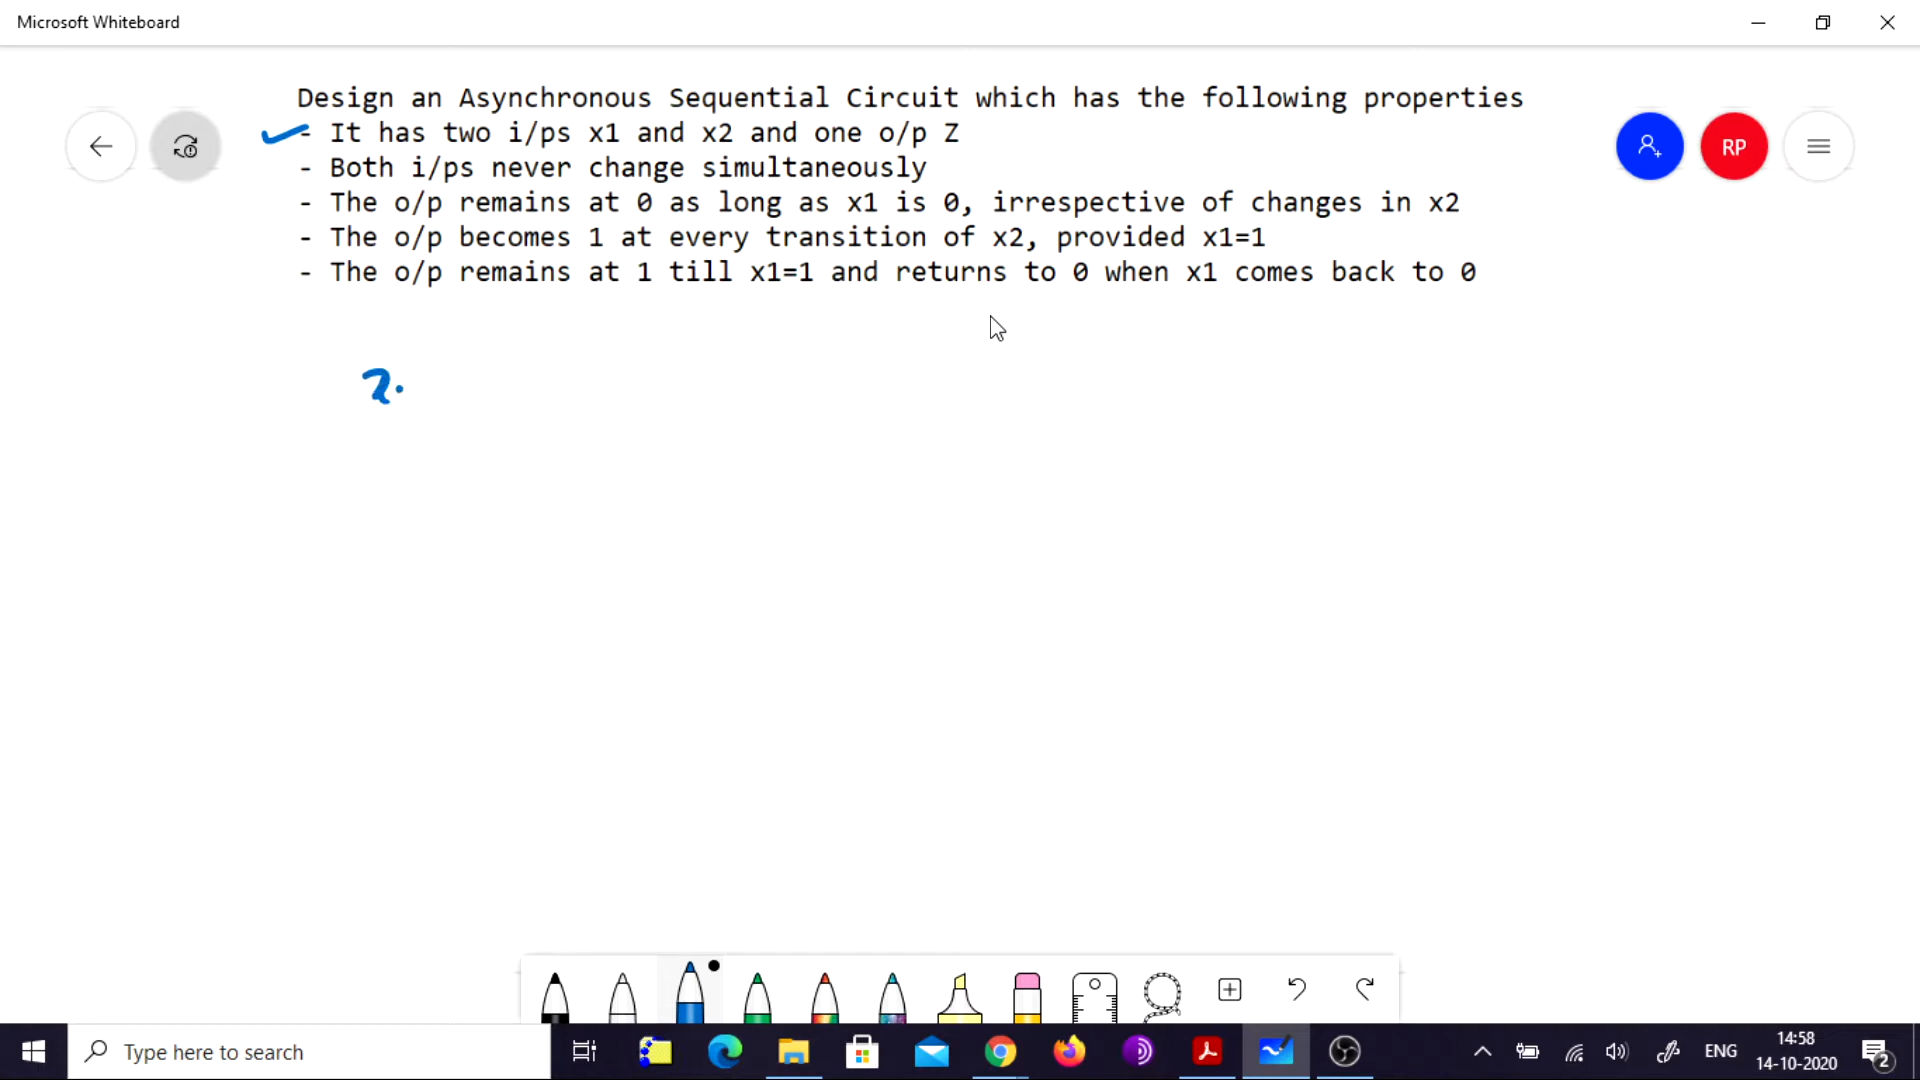 Microsoft Whiteboard
Design an Asynchronous Sequential Circuit which has the following properties
- It has two i/ps x1 and x2 and one o/p Z
- Both i/ps never change simultaneously
- The o/p remains at 0 as long as x1 is 0, irrespective of changes in x2
- The o/p becomes 1 at every transition of x2, provided x1=1
- The o/p remains at 1 till x1=1 and returns to 0 when x1 comes back to 0
RP
Type here to search
ENG
14:58
14-10-2020
2